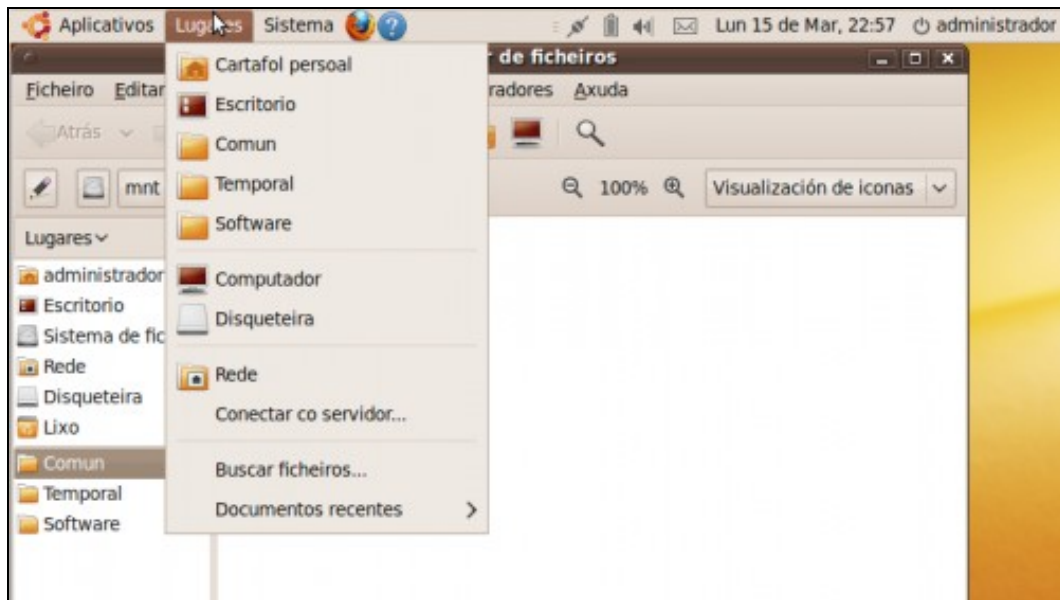 Aplicativos Lugares Sistema Lun 15 de Mar, 22:57 administrador
de ficheiros
Ficheiro Editar radores Axuda
Atrás
mnt 100% Visualización de iconas
Lugares
administrador
Escritorio
Sistema de fic
Rede
Disqueteira
Lixo
Comun
Temporal
Software
Cartafol persoal
Escritorio
Comun
Temporal
Software
Computador
Disqueteira
Rede
Conectar co servidor...
Buscar ficheiros...
Documentos recentes